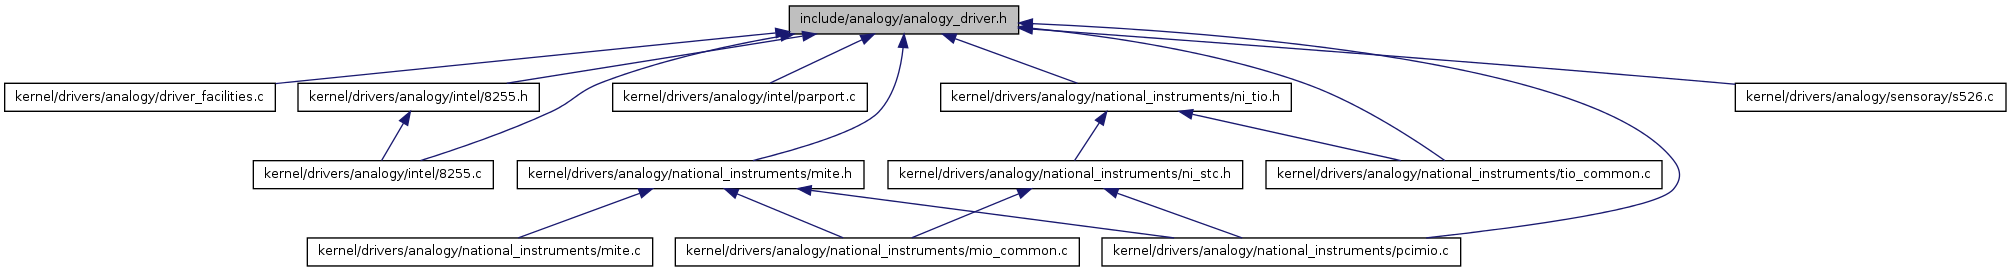 include/analogy/analogy_driver.h
kernel/drivers/analogy/driver_facilities.c
kernel/drivers/analogy/intel/8255.h
kernel/drivers/analogy/intel/parport.c
kernel/drivers/analogy/national_instruments/ni_tio.h
kernel/drivers/analogy/sensoray/s526.c
kernel/drivers/analogy/intel/8255.c
kernel/drivers/analogy/national_instruments/mite.h
kernel/drivers/analogy/national_instruments/ni_stc.h
kernel/drivers/analogy/national_instruments/tio_common.c
kernel/drivers/analogy/national_instruments/mite.c
kernel/drivers/analogy/national_instruments/mio_common.c
kernel/drivers/analogy/national_instruments/pcimio.c